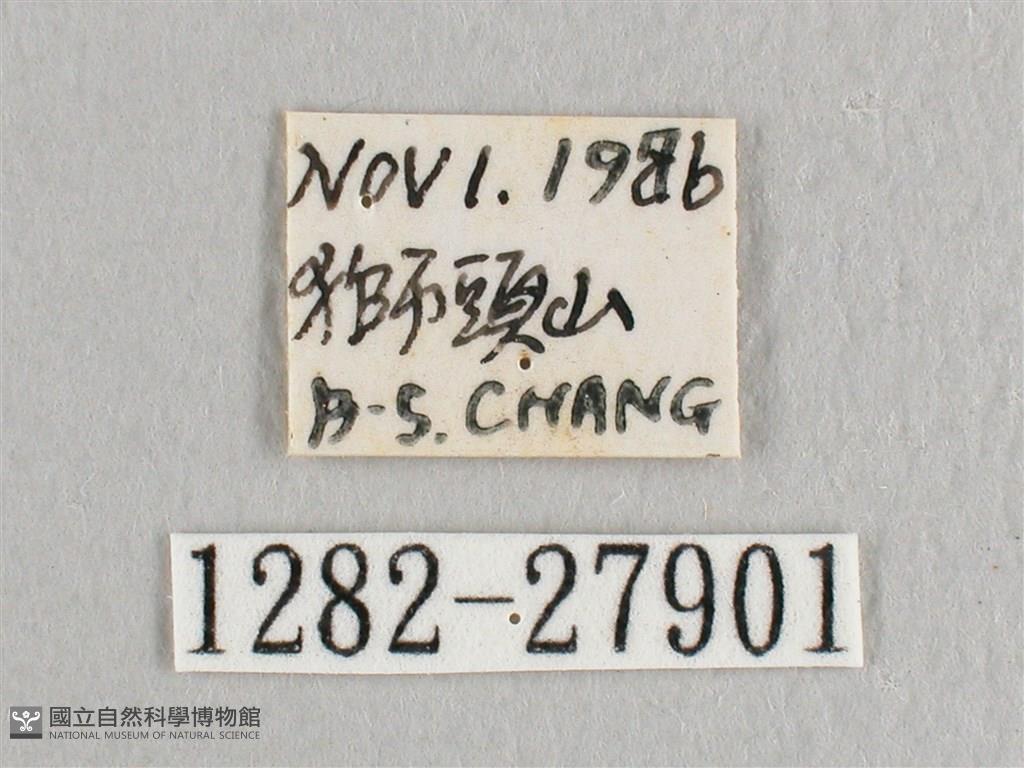 NOV 1. 1986
獅頭山
B-S. CHANG
1282-27901
國立自然科學博物館
NATIONAL MUSEUM OF NATURAL SCIENCE